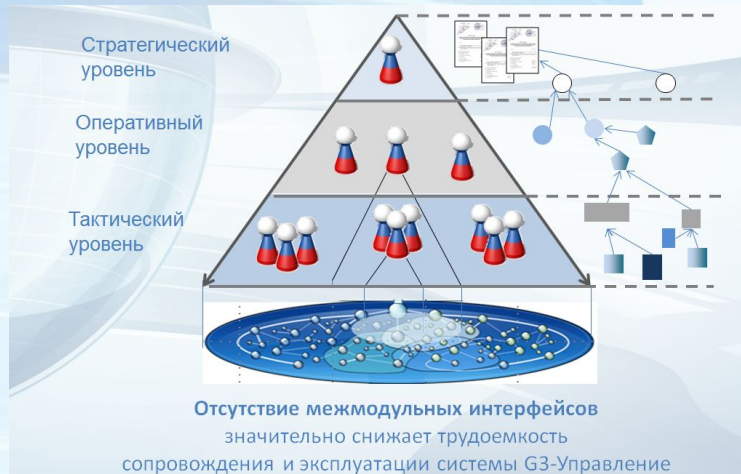 Стратегический
уровень
Оперативный
уровень
Тактический
уровень
Отсутствие межмодульных интерфейсов
значительно снижает трудоемкость
сопровождения и эксплуатации системы G3-Управление